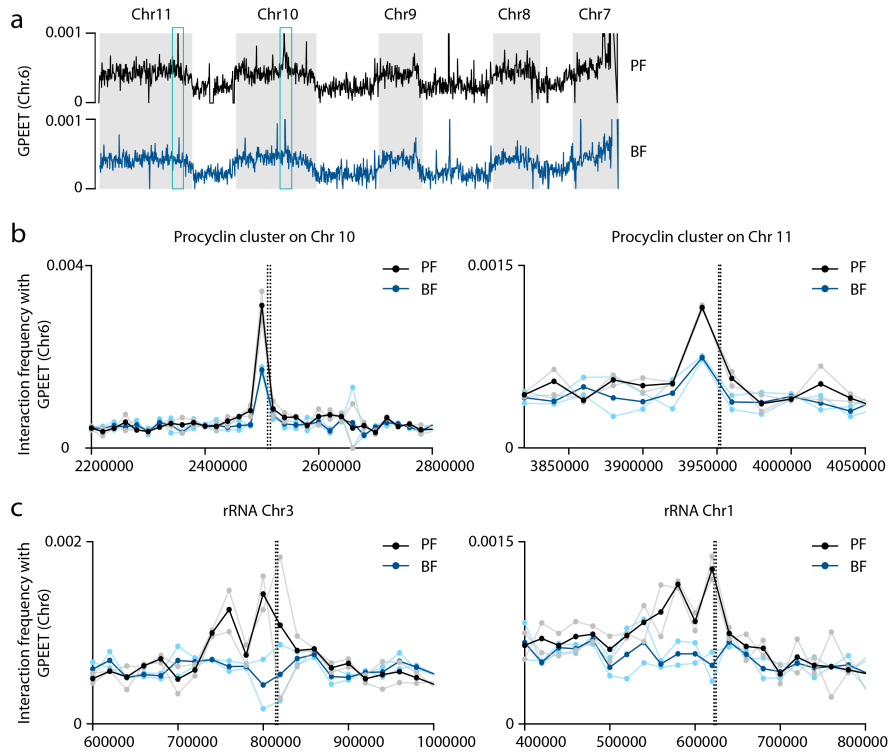 a
Chr11 Chr10 Chr9 Chr8 Chr7
GPEET (Chr.6)
0.001
0
PF
0.001
0
BF
b
Procyclin cluster on Chr 10
Interaction frequency with
GPEET (Chr6)
0.004
0
PF
BF
2200000 2400000 2600000 2800000
Procyclin cluster on Chr 11
0.0015
0
PF
BF
3850000 3900000 3950000 4000000 4050000
c
rRNA Chr3
Interaction frequency with
GPEET (Chr6)
0.002
0
PF
BF
600000 700000 800000 900000 1000000
rRNA Chr1
0.0015
0
PF
BF
400000 500000 600000 700000 800000